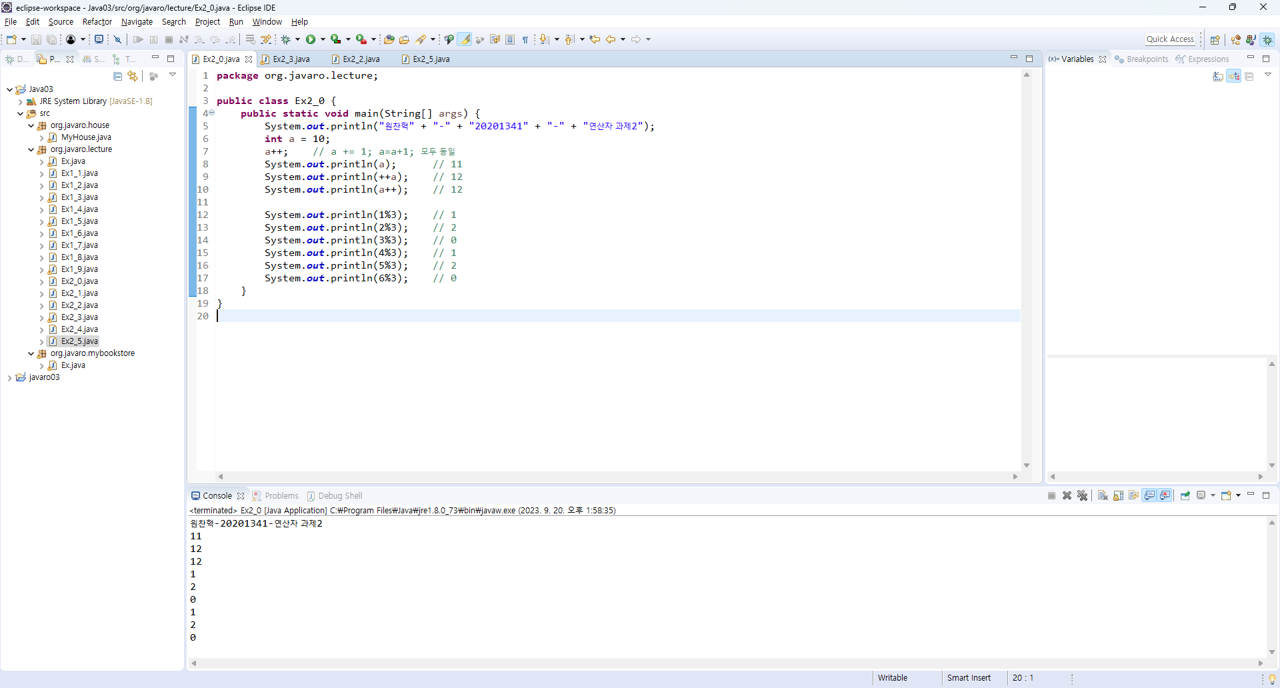 eclipse-workspace - Java03/src/org/javaro/lecture/Ex2_0.java - Eclipse IDE
File Edit Source Refactor Navigate Search Project Run Window Help
Quick Access
D... P... S... T...
Ex2_0.java Ex2_3.java Ex2_2.java Ex2_5.java
(x)= Variables Breakpoints Expressions
Java03
JRE System Library [JavaSE-1.8]
src
org.javaro.house
MyHouse.java
org.javaro.lecture
Ex.java
Ex1_1.java
Ex1_2.java
Ex1_3.java
Ex1_4.java
Ex1_5.java
Ex1_6.java
Ex1_7.java
Ex1_8.java
Ex1_9.java
Ex2_0.java
Ex2_1.java
Ex2_2.java
Ex2_3.java
Ex2_4.java
Ex2_5.java
org.javaro.mybookstore
Ex.java
javaro03
1 package org.javaro.lecture;
2
3 public class Ex2_0 {
4 public static void main(String[] args) {
5 System.out.println("원찬혁" + "-" + "20201341" + "-" + "연산자 과제2");
6 int a = 10;
7 a++; // a += 1; a=a+1; 모두 동일
8 System.out.println(a); // 11
9 System.out.println(++a); // 12
10 System.out.println(a++); // 12
11
12 System.out.println(1%3); // 1
13 System.out.println(2%3); // 2
14 System.out.println(3%3); // 0
15 System.out.println(4%3); // 1
16 System.out.println(5%3); // 2
17 System.out.println(6%3); // 0
18 }
19 }
20
Console Problems Debug Shell
<terminated> Ex2_0 [Java Application] C:₩Program Files₩Java₩jre1.8.0_73₩bin₩javaw.exe (2023. 9. 20. 오후 1:58:35)
원찬혁-20201341-연산자 과제2
11
12
12
1
2
0
1
2
0
Writable Smart Insert 20 : 1